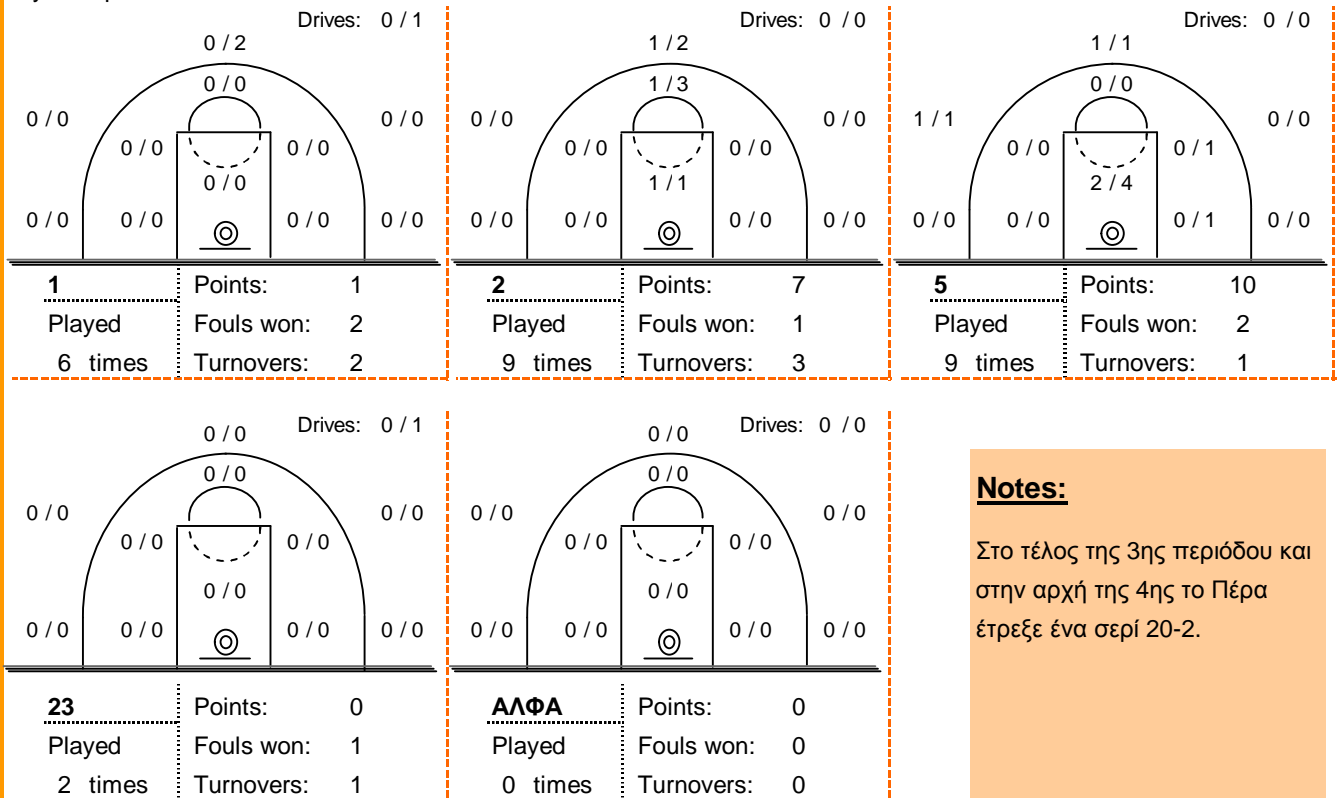 Drives: 0 / 1
0 / 2
0 / 0
0 / 0 0 / 0
0 / 0 0 / 0
0 / 0
0 / 0 0 / 0 0 / 0 0 / 0
1
Points: 1
Played
Fouls won: 2
6 times
Turnovers: 2
Drives: 0 / 0
1 / 2
1 / 3
0 / 0 0 / 0
0 / 0 0 / 0
1 / 1
0 / 0 0 / 0 0 / 0 0 / 0
2
Points: 7
Played
Fouls won: 1
9 times
Turnovers: 3
Drives: 0 / 0
1 / 1
0 / 0
1 / 1 0 / 0
0 / 0 0 / 1
2 / 4
0 / 0 0 / 0 0 / 1 0 / 0
5
Points: 10
Played
Fouls won: 2
9 times
Turnovers: 1
Drives: 0 / 1
0 / 0
0 / 0
0 / 0 0 / 0
0 / 0 0 / 0
0 / 0
0 / 0 0 / 0 0 / 0 0 / 0
23
Points: 0
Played
Fouls won: 1
2 times
Turnovers: 1
Drives: 0 / 0
0 / 0
0 / 0
0 / 0 0 / 0
0 / 0 0 / 0
0 / 0
0 / 0 0 / 0 0 / 0 0 / 0
ΑΛΦΑ
Points: 0
Played
Fouls won: 0
0 times
Turnovers: 0
Notes:
Στο τέλος της 3ης περιόδου και
στην αρχή της 4ης το Πέρα
έτρεξε ένα σερί 20-2.